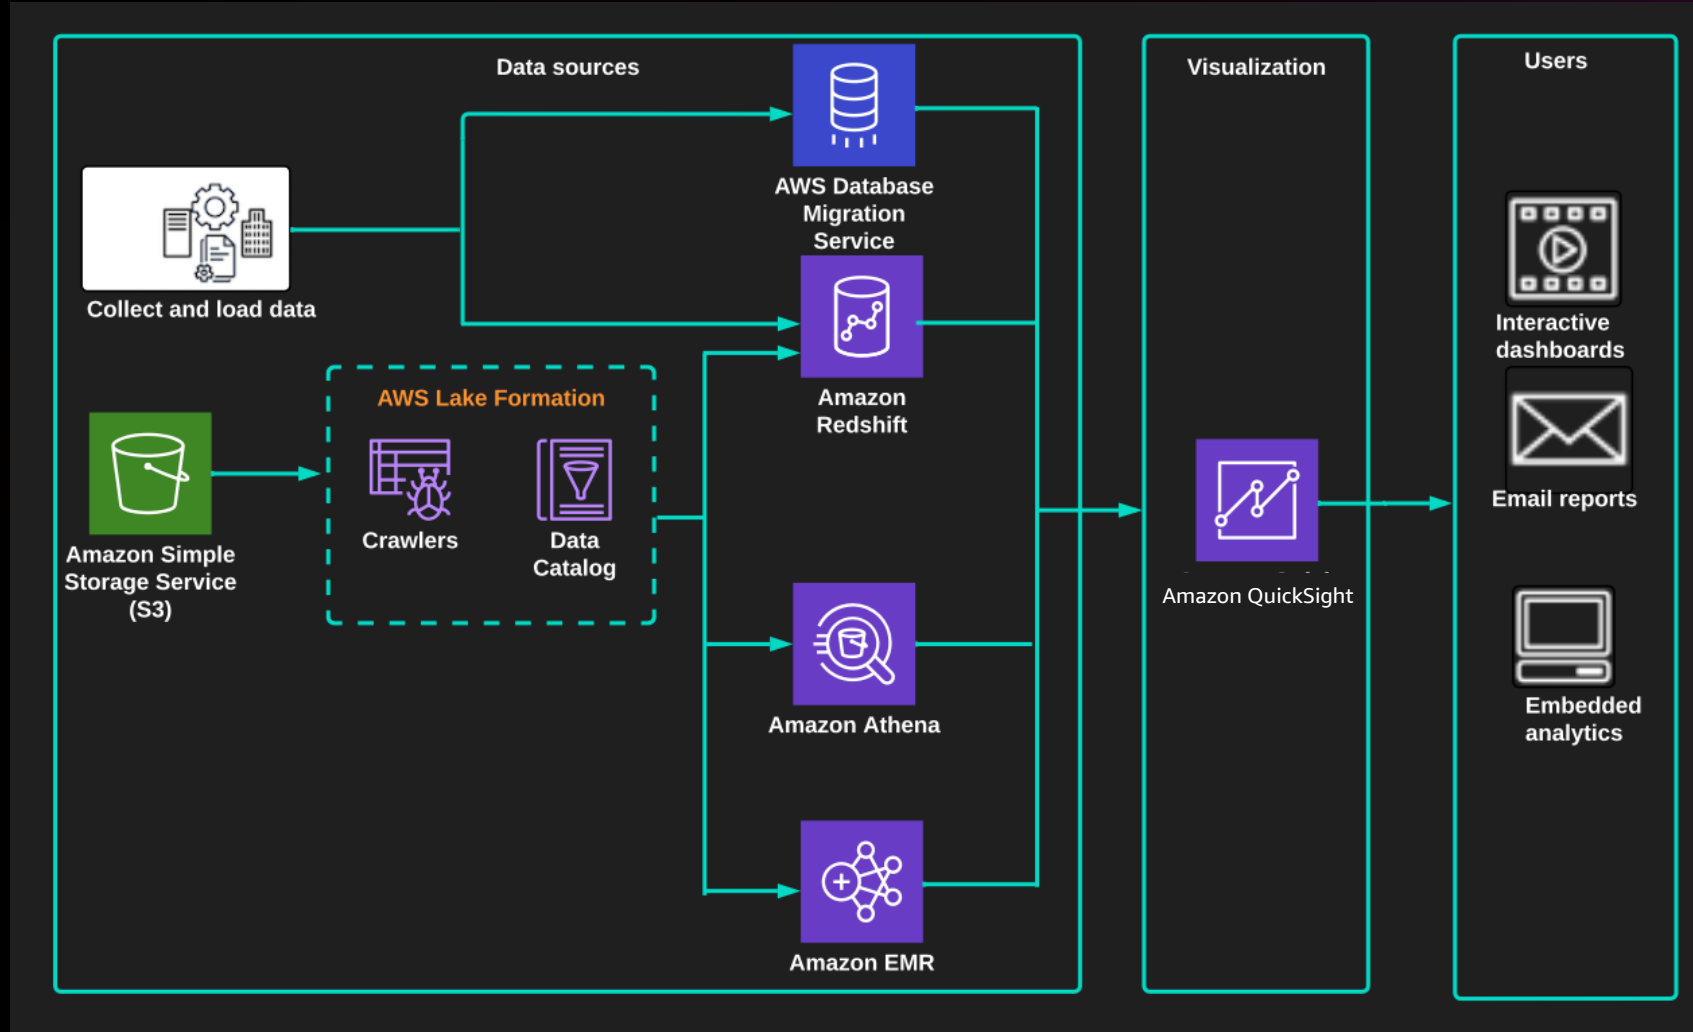 Data sources
Collect and load data
AWS Database
Migration
Service
Amazon
Redshift
AWS Lake Formation
Crawlers
Data
Catalog
Amazon Simple
Storage Service
(S3)
Amazon Athena
Amazon EMR
Visualization
Amazon QuickSight
Users
Interactive
dashboards
Email reports
Embedded
analytics